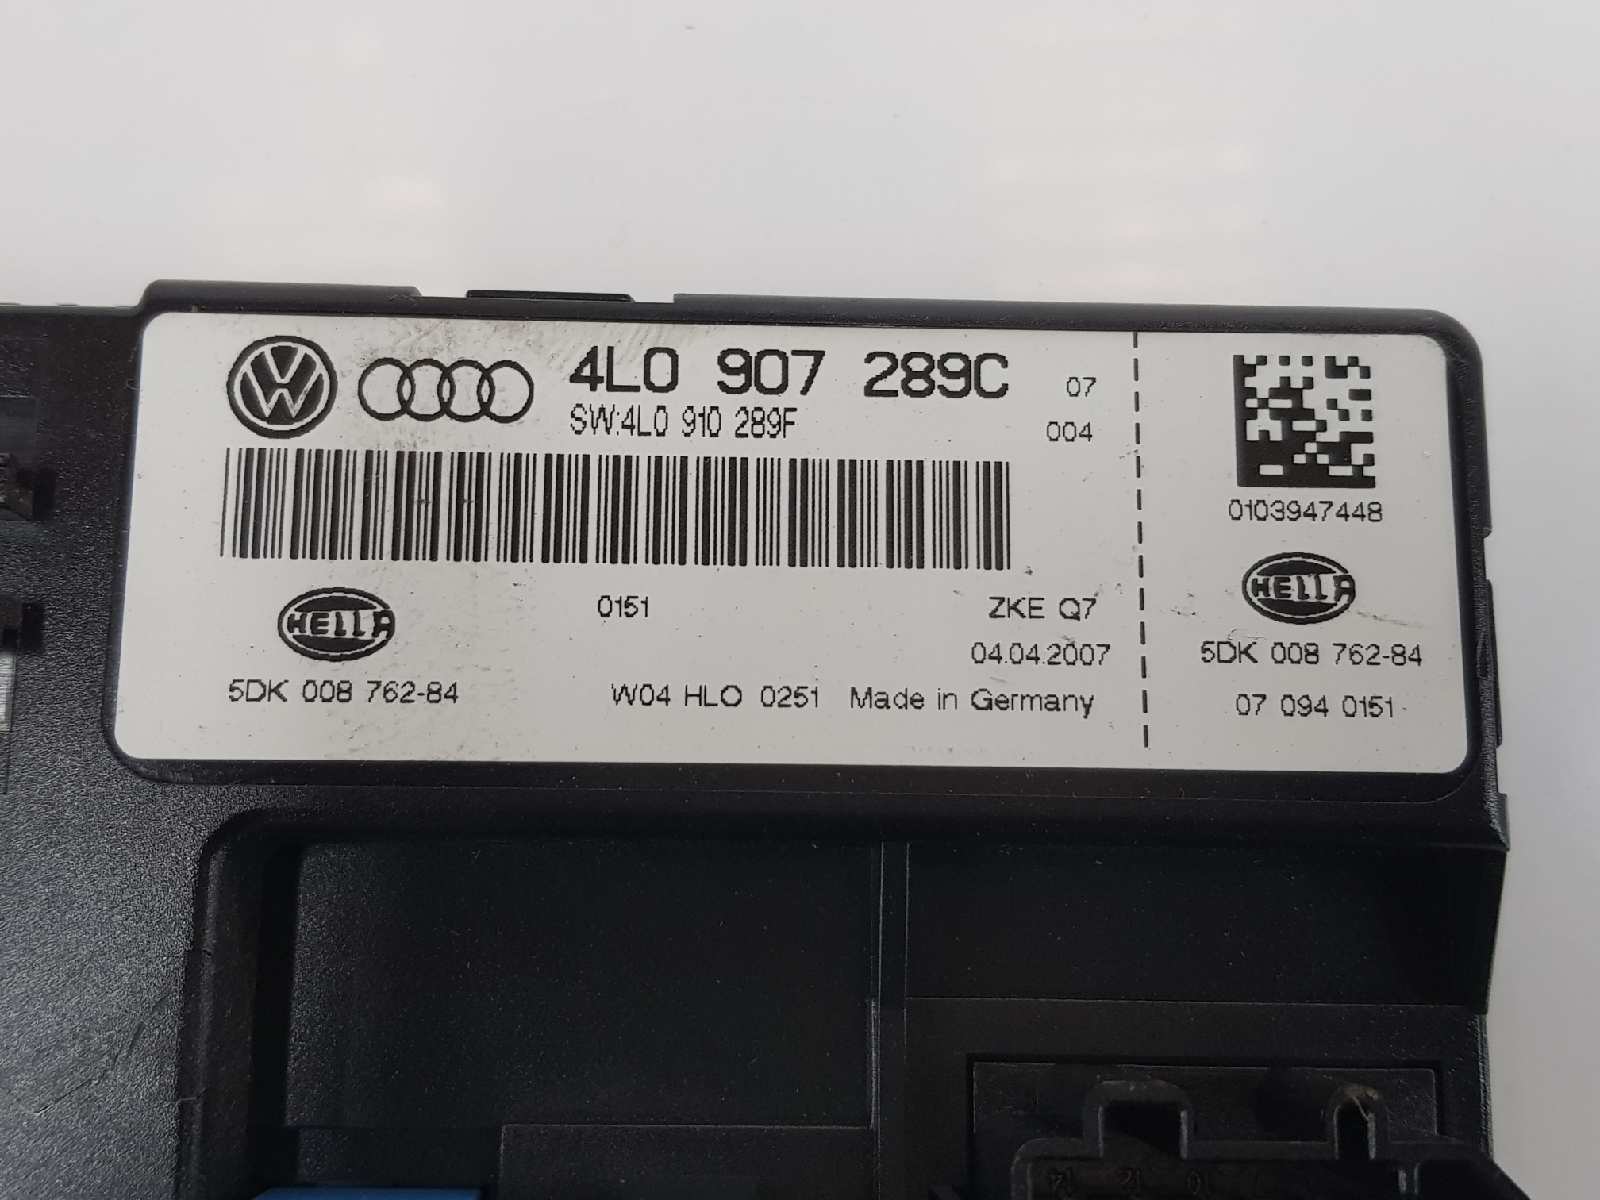 4L0 907 289C 07
SW:4L0 910 289F 004
0151 ZKE Q7
HELLA
04.04.2007
5DK 008 762-84 W04 HLO 0251 Made in Germany
0103947448
HELLA
5DK 008 762-84
07 094 0151